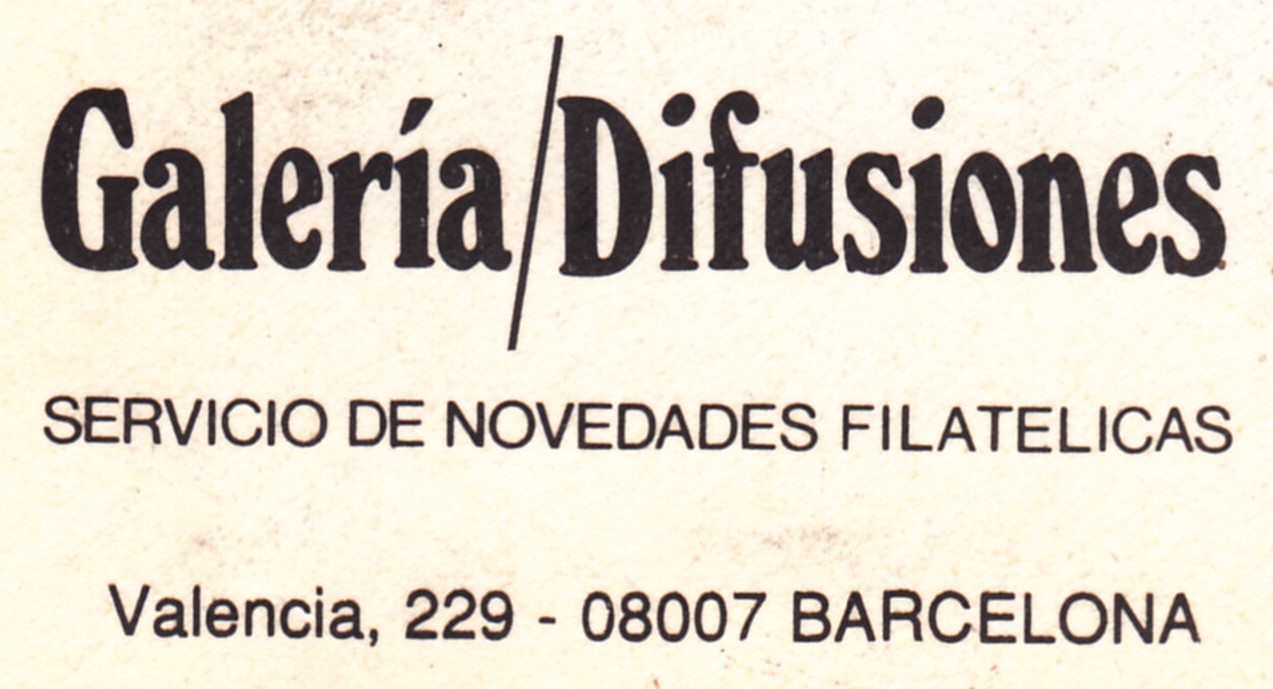 Galería/Difusiones
SERVICIO DE NOVEDADES FILATELICAS
Valencia, 229 - 08007 BARCELONA